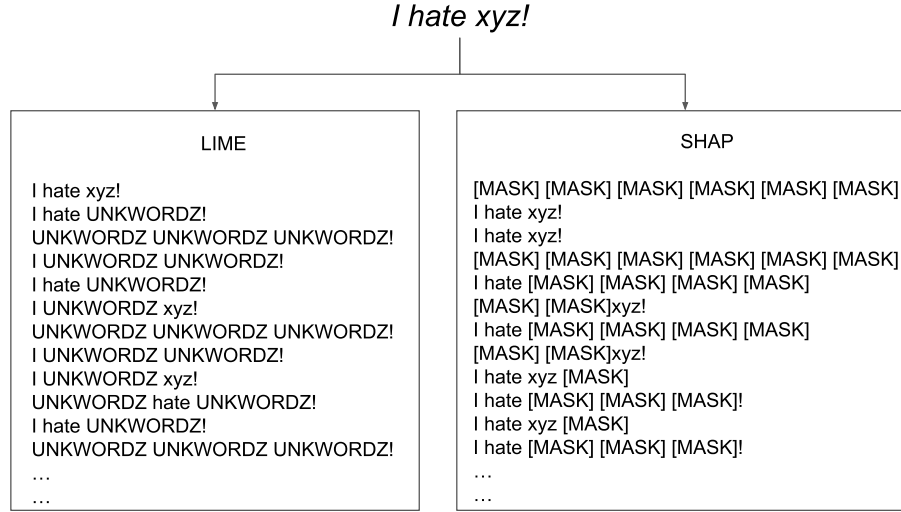 I hate xyz!
LIME
I hate xyz!
I hate UNKWORDZ!
UNKWORDZ UNKWORDZ UNKWORDZ!
I UNKWORDZ UNKWORDZ!
I hate UNKWORDZ!
I UNKWORDZ xyz!
UNKWORDZ UNKWORDZ UNKWORDZ!
I UNKWORDZ UNKWORDZ!
I UNKWORDZ xyz!
UNKWORDZ hate UNKWORDZ!
I hate UNKWORDZ!
UNKWORDZ UNKWORDZ UNKWORDZ!
…
…
SHAP
[MASK] [MASK] [MASK] [MASK] [MASK] [MASK]
I hate xyz!
I hate xyz!
[MASK] [MASK] [MASK] [MASK] [MASK] [MASK]
I hate [MASK] [MASK] [MASK] [MASK]
[MASK] [MASK]xyz!
I hate [MASK] [MASK] [MASK] [MASK]
[MASK] [MASK]xyz!
I hate xyz [MASK]
I hate [MASK] [MASK] [MASK]!
I hate xyz [MASK]
I hate [MASK] [MASK] [MASK]!
…
…